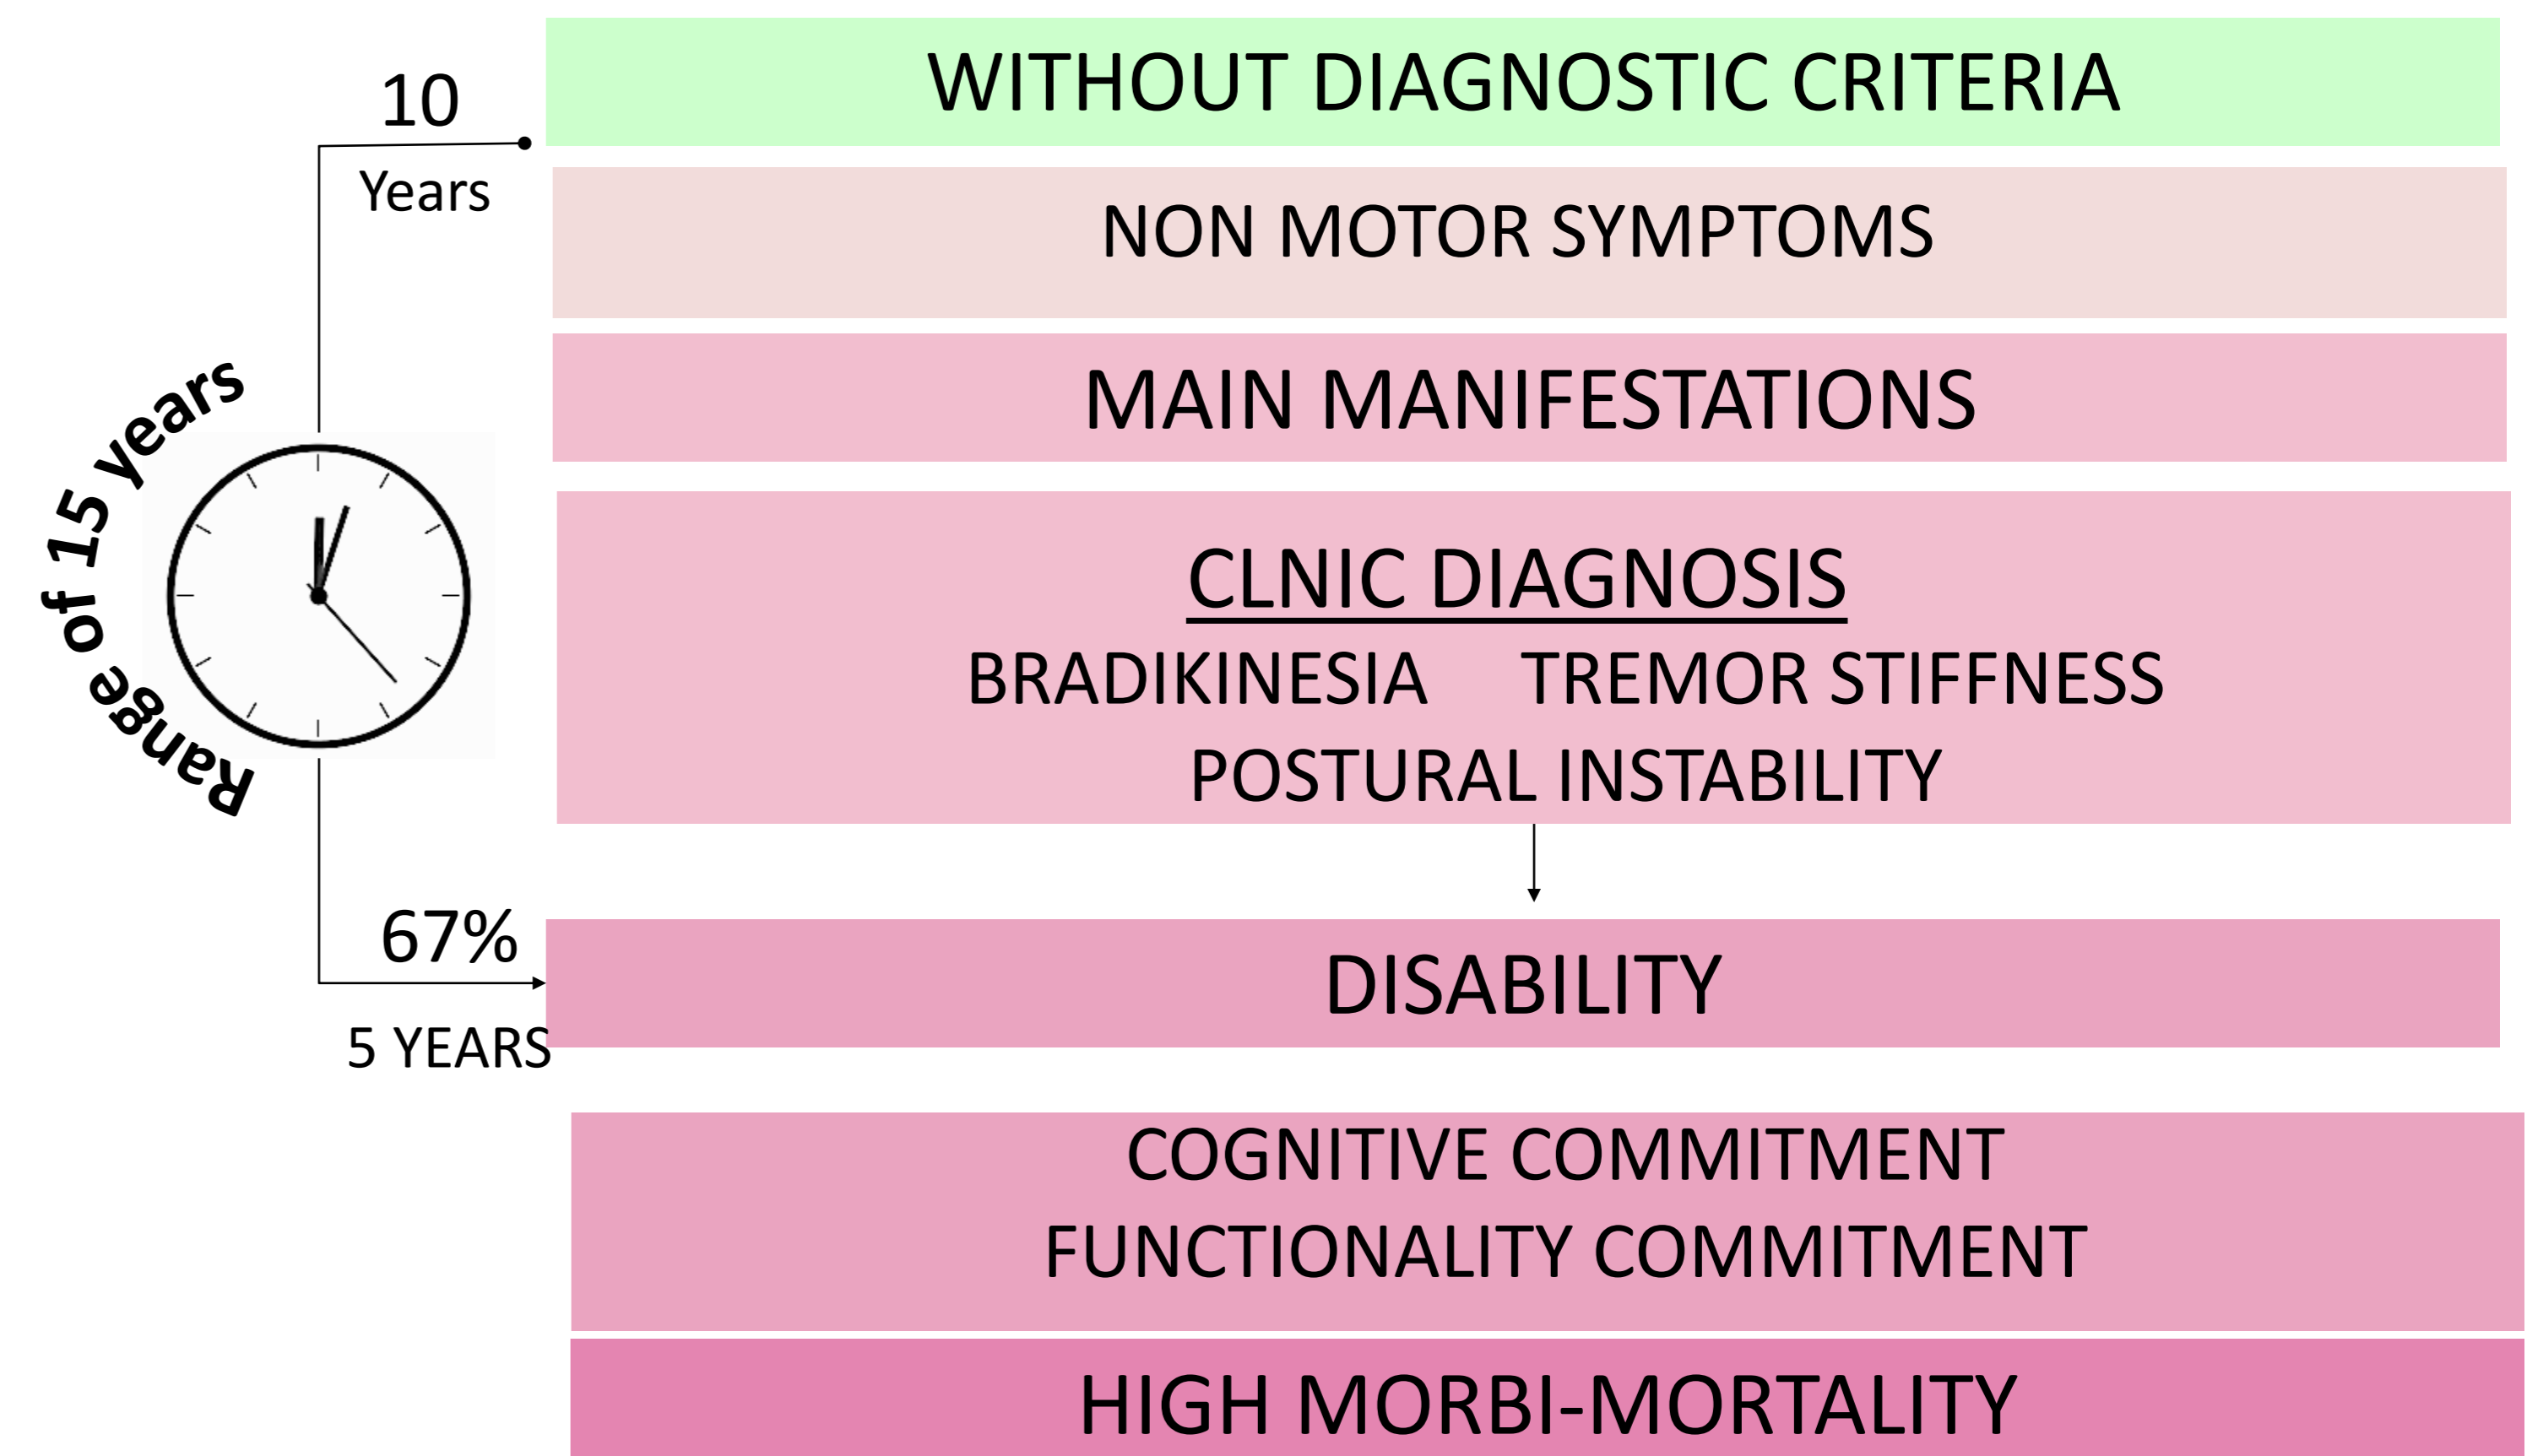 WITHOUT DIAGNOSTIC CRITERIA
10
Years
NON MOTOR SYMPTOMS
MAIN MANIFESTATIONS
Range of 15 years
CLNIC DIAGNOSIS
BRADIKINESIA TREMOR STIFFNESS
POSTURAL INSTABILITY
67%
5 YEARS
DISABILITY
COGNITIVE COMMITMENT
FUNCTIONALITY COMMITMENT
HIGH MORBI-MORTALITY